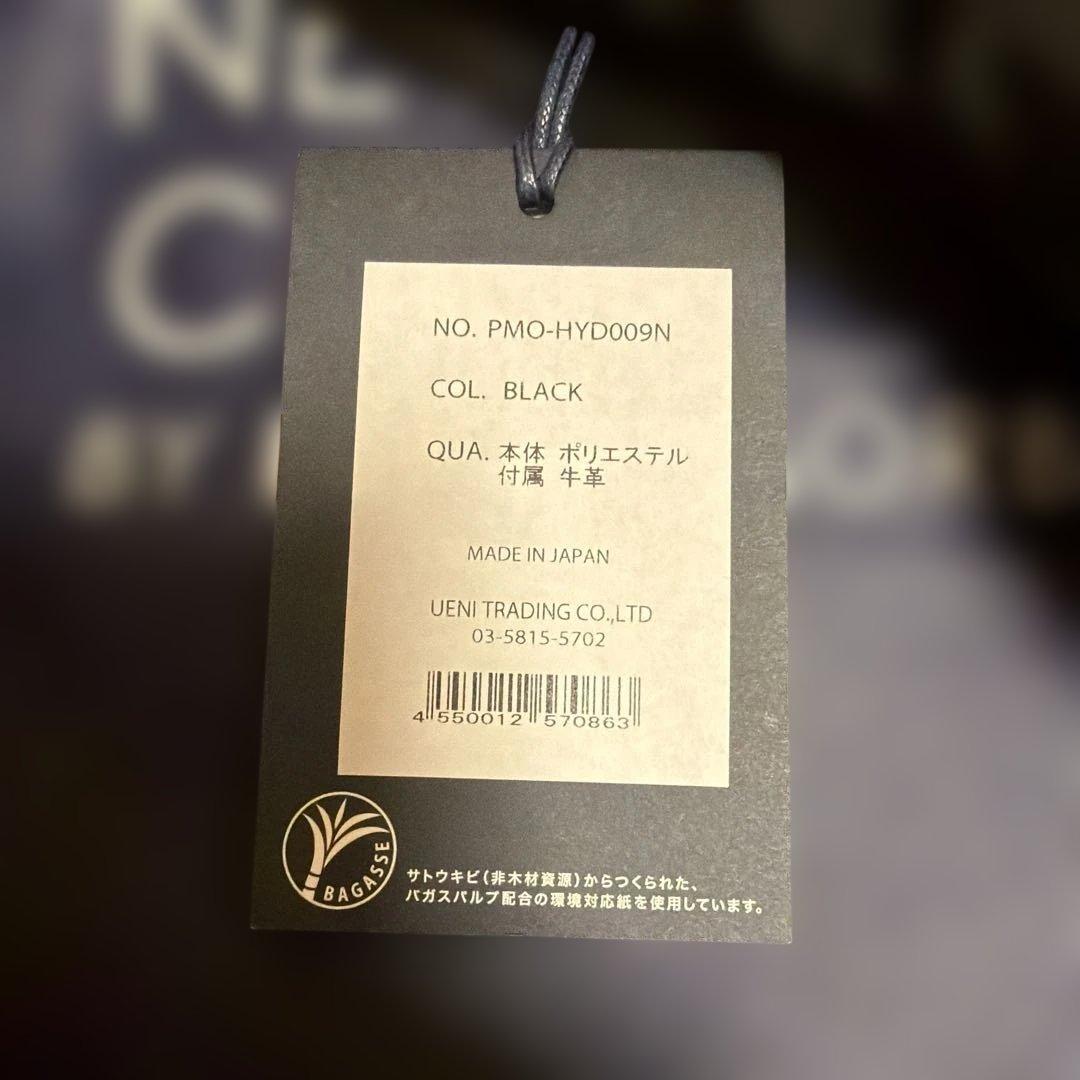 NO. PMO-HYD009N
COL. BLACK
QUA. 本体 ポリエステル
付属 牛革
MADE IN JAPAN
UENI TRADING CO.,LTD
03-5815-5702
4 550012 570863
BAGASSE
サトウキビ(非木材資源)からつくられた、
バガスパルプ配合の環境対応紙を使用しています。